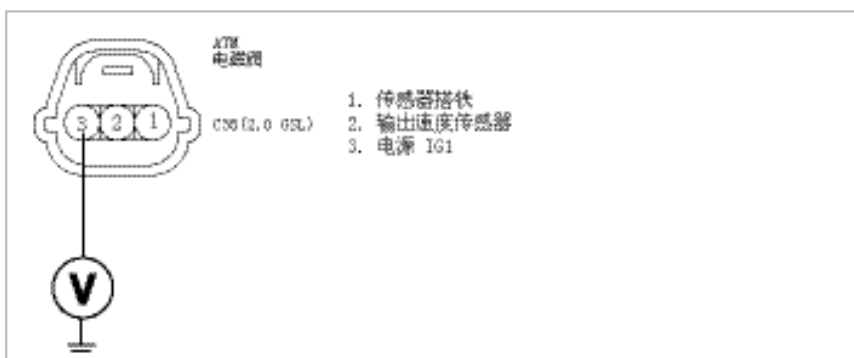 ATM
电磁阀
1. 传感器搭铁
C38(2.0 GSL)
2. 输出速度传感器
3. 电源 IG1
3 2 1
V